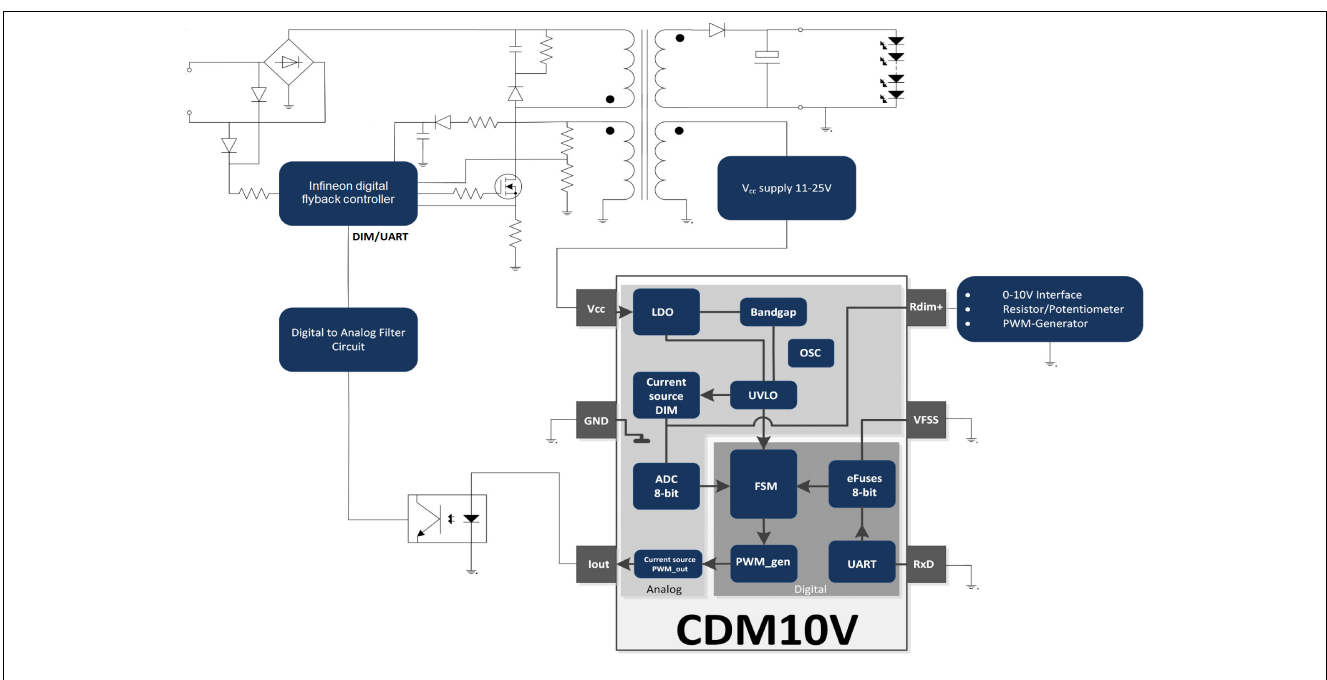 Infineon digital
flyback controller
DIM/UART
V_cc supply 11-25V
Digital to Analog Filter
Circuit
Vcc
LDO
Bandgap
OSC
Rdim+
• 0-10V Interface
• Resistor/Potentiometer
• PWM-Generator
Current
source
DIM
UVLO
GND
VFSS
ADC
8-bit
FSM
eFuses
8-bit
Iout
Current source
PWM_out
PWM_gen
UART
RxD
Analog
Digital
CDM10V